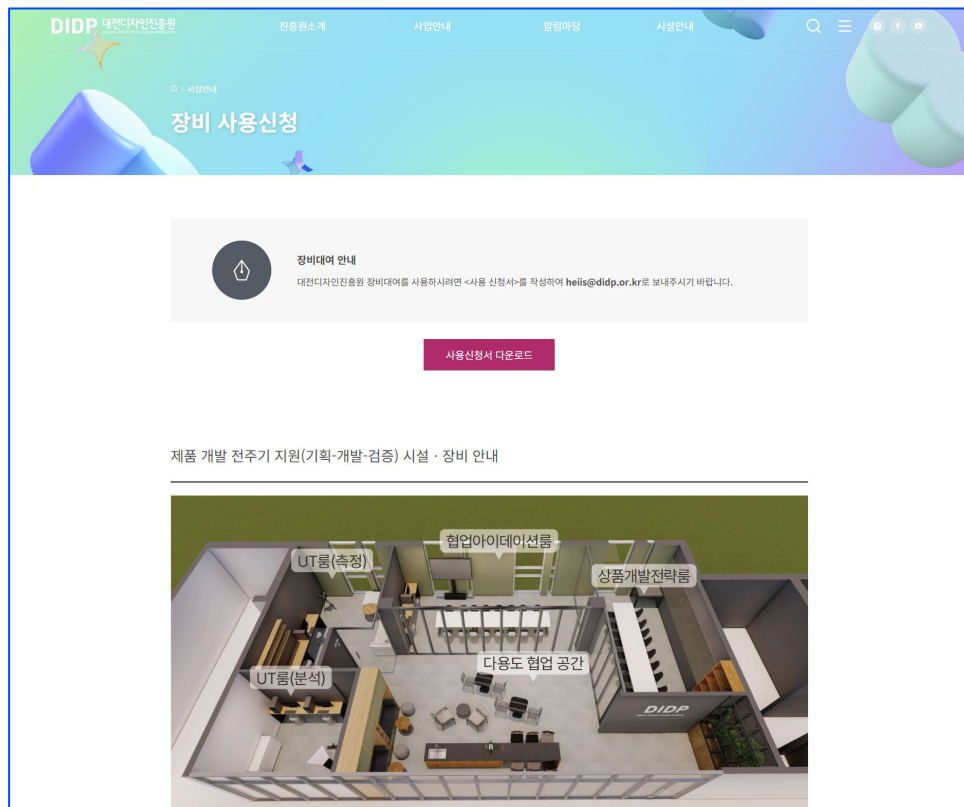 DIDP 대전디자인진흥원
진흥원소개
사업안내
알림마당
시설안내
> 시설안내
장비 사용신청
장비대여 안내
대전디자인진흥원 장비대여를 사용하시려면 <사용 신청서>를 작성하여 heiis@didp.or.kr로 보내주시기 바랍니다.
사용신청서 다운로드
제품 개발 전주기 지원(기획-개발-검증) 시설 · 장비 안내
협업아이데이션룸
UT룸(측정)
상품개발전략룸
다용도 협업 공간
UT룸(분석)
DIDP